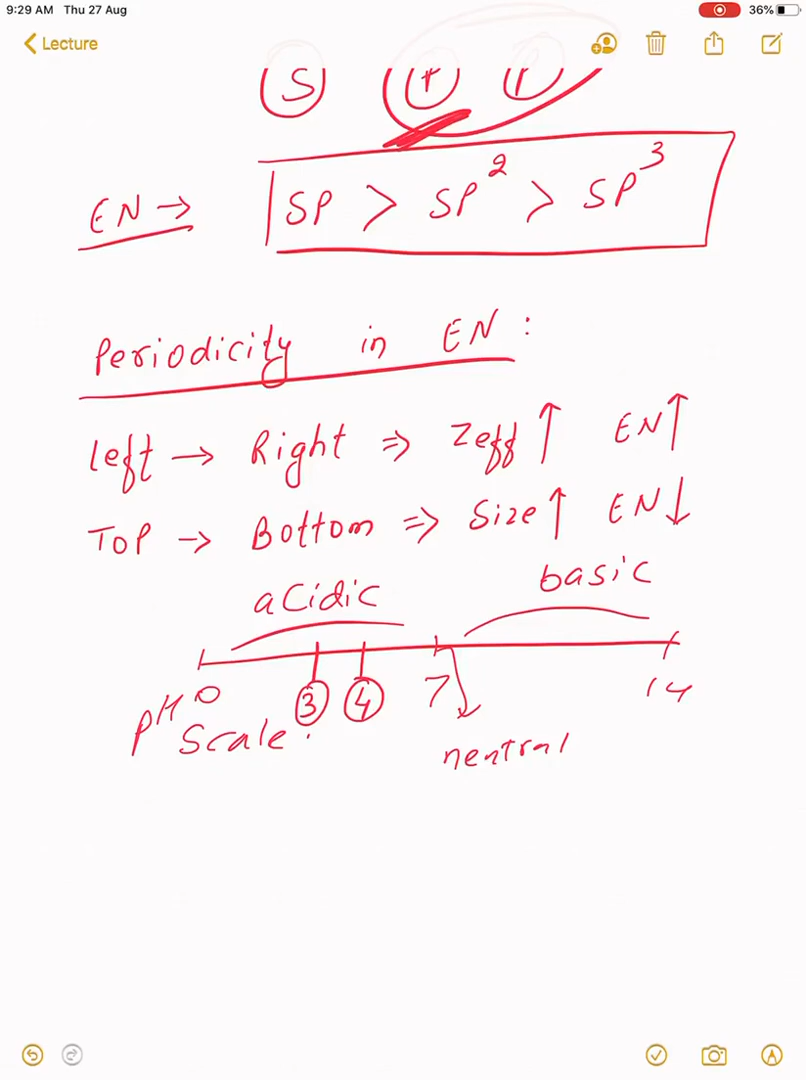 9:29 AM Thu 27 Aug
36%
Lecture
S P P
EN → SP > SP² > SP³
Periodicity in EN :
Left → Right ⇒ Zeff ↑ EN ↑
Top → Bottom ⇒ Size ↑ EN ↓
acidic basic
0 3 4 7 14
pH Scale :
neutral